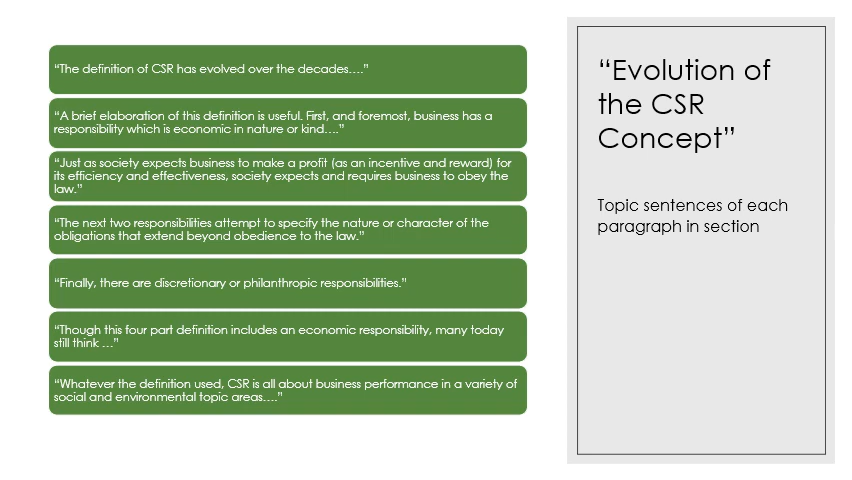 “The definition of CSR has evolved over the decades....”
“A brief elaboration of this definition is useful. First, and foremost, business has a
responsibility which is economic in nature or kind....”
“Just as society expects business to make a profit (as an incentive and reward) for
its efficiency and effectiveness, society expects and requires business to obey the
law.”
“The next two responsibilities attempt to specify the nature or character of the
obligations that extend beyond obedience to the law.”
“Finally, there are discretionary or philanthropic responsibilities.”
“Though this four part definition includes an economic responsibility, many today
still think ...”
“Whatever the definition used, CSR is all about business performance in a variety of
social and environmental topic areas....”
“Evolution of
the CSR
Concept”
Topic sentences of each
paragraph in section